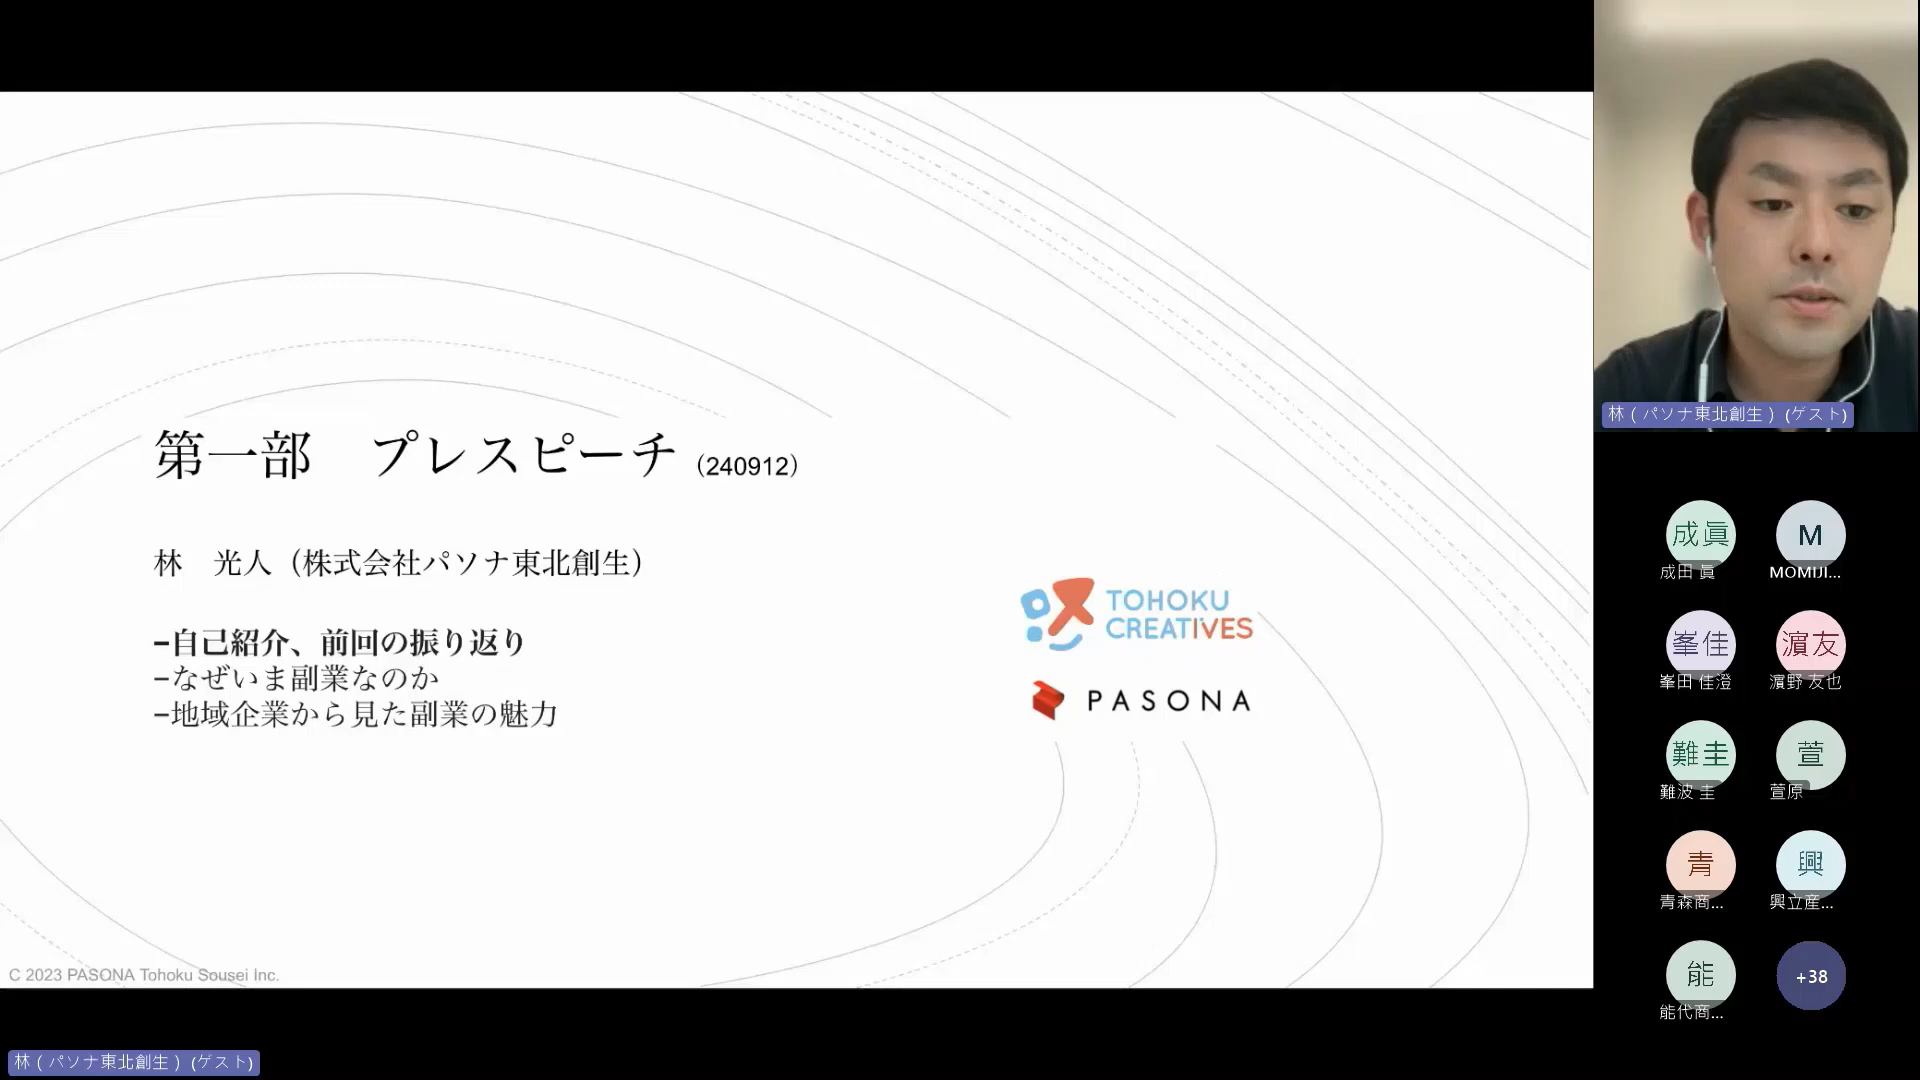 第一部　プレスピーチ（240912）
林　光人（株式会社パソナ東北創生）
–自己紹介、前回の振り返り
–なぜいま副業なのか
–地域企業から見た副業の魅力
TOHOKU
CREATIVES
PASONA
C 2023 PASONA Tohoku Sousei Inc.
林（パソナ東北創生）(ゲスト)
林（パソナ東北創生）(ゲスト)
成眞
成田 眞
M
MOMIJI...
峯佳
峯田 佳澄
濵友
濵野 友也
難圭
難波 圭
萱
萱原
青
青森商...
興
興立産...
能
能代商...
+38